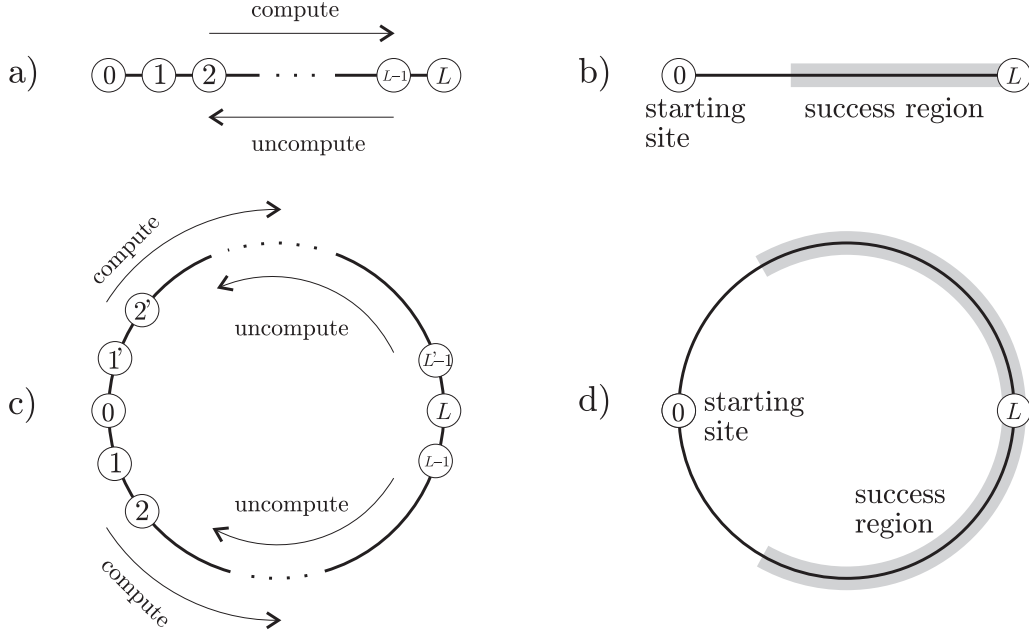 compute
a) 0 1 2 · · · L–1 L
uncompute
b) 0 L
starting success region
site
compute
2'
1'
uncompute
L'–1
c) 0 L
1
L–1
2
uncompute
compute
d) 0 starting L
site
success
region